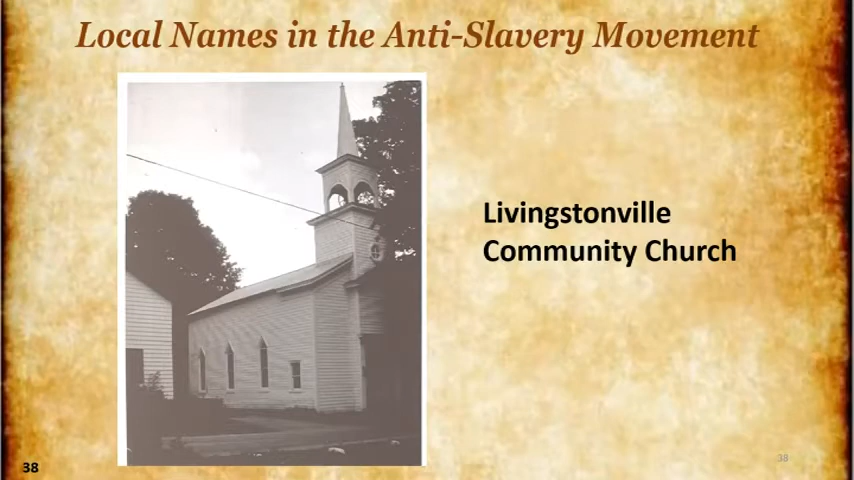 Local Names in the Anti-Slavery Movement
Livingstonville
Community Church
38
38